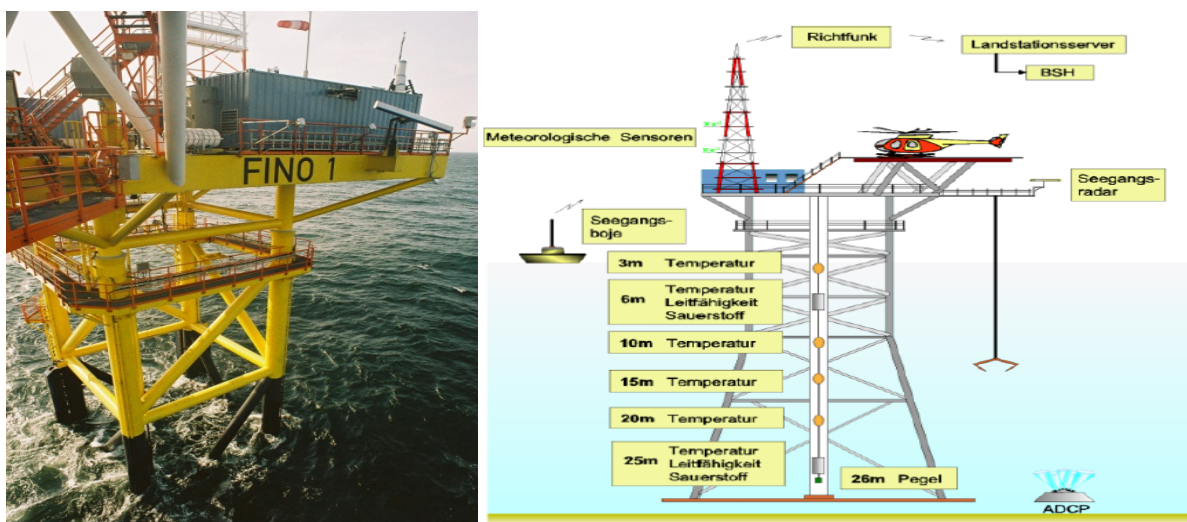 FINO 1
Richtfunk
Landstationsserver
BSH
Meteorologische Sensoren
Seegangs-
radar
Seegangs-
boje
3m Temperatur
Temperatur
6m Leitfähigkeit
Sauerstoff
10m Temperatur
15m Temperatur
20m Temperatur
Temperatur
25m Leitfähigkeit
Sauerstoff
26m Pegel
ADCP